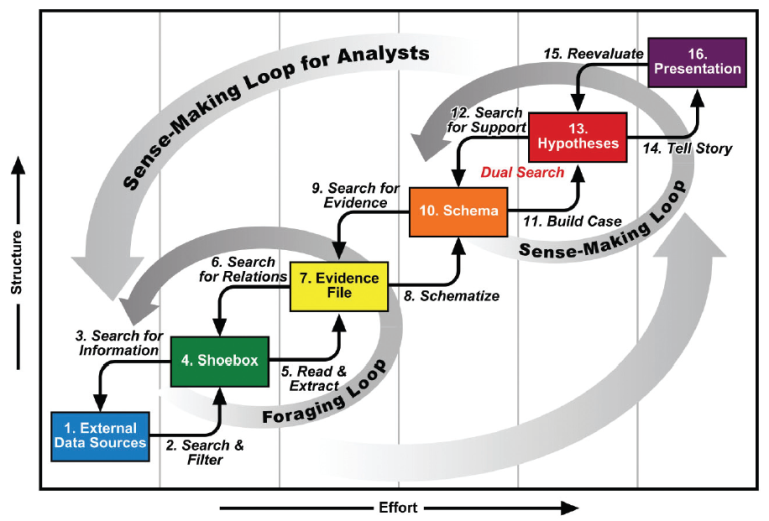 Sense-Making Loop for Analysts
15. Reevaluate
16.
Presentation
12. Search
for Support
13.
Hypotheses
14. Tell Story
Dual Search
9. Search for
Evidence
10. Schema
11. Build Case
Sense-Making Loop
6. Search
for Relations
7. Evidence
File
8. Schematize
3. Search for
Information
4. Shoebox
5. Read &
Extract
Foraging Loop
1. External
Data Sources
2. Search &
Filter
Structure
Effort